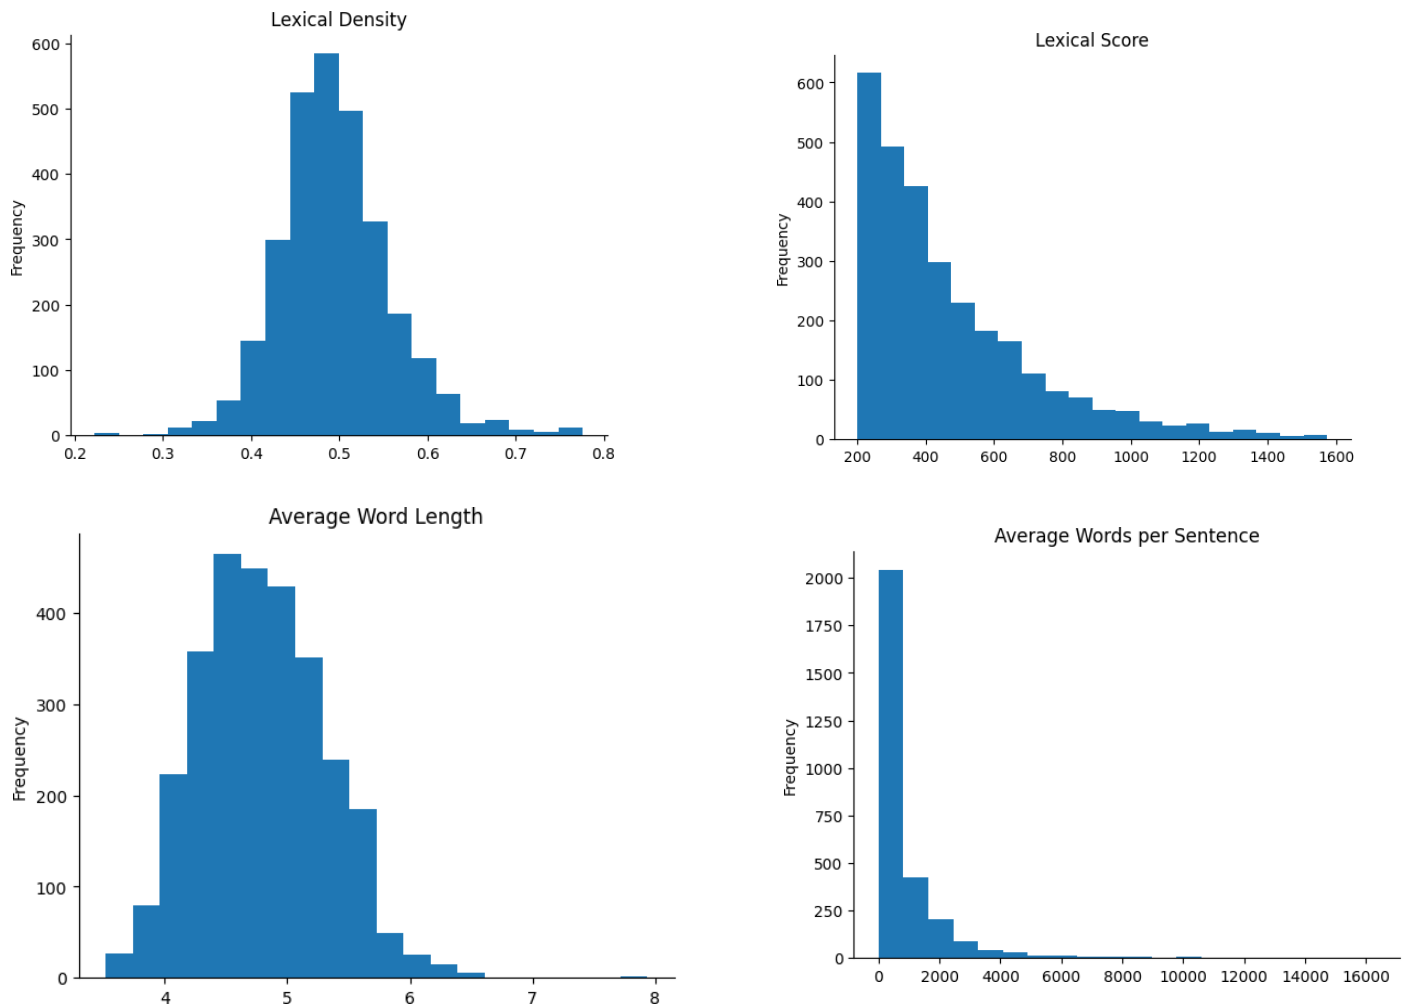 Lexical Density
Frequency
600
500
400
300
200
100
0
0.2 0.3 0.4 0.5 0.6 0.7 0.8
Lexical Score
Frequency
600
500
400
300
200
100
0
200 400 600 800 1000 1200 1400 1600
Average Word Length
Frequency
400
300
200
100
0
4 5 6 7 8
Average Words per Sentence
Frequency
2000
1750
1500
1250
1000
750
500
250
0
0 2000 4000 6000 8000 10000 12000 14000 16000